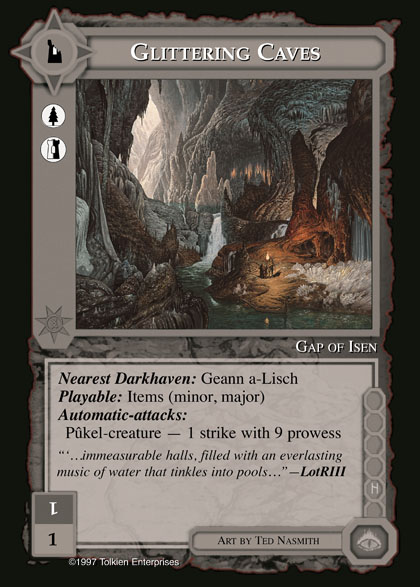 Glittering Caves
Gap of Isen
Nearest Darkhaven: Geann a-Lisch
Playable: Items (minor, major)
Automatic-attacks:
Pûkel-creature — 1 strike with 9 prowess
“‘…immeasurable halls, filled with an everlasting
music of water that tinkles into pools…”—LotRIII
H
1
1
Art by Ted Nasmith
©1997 Tolkien Enterprises